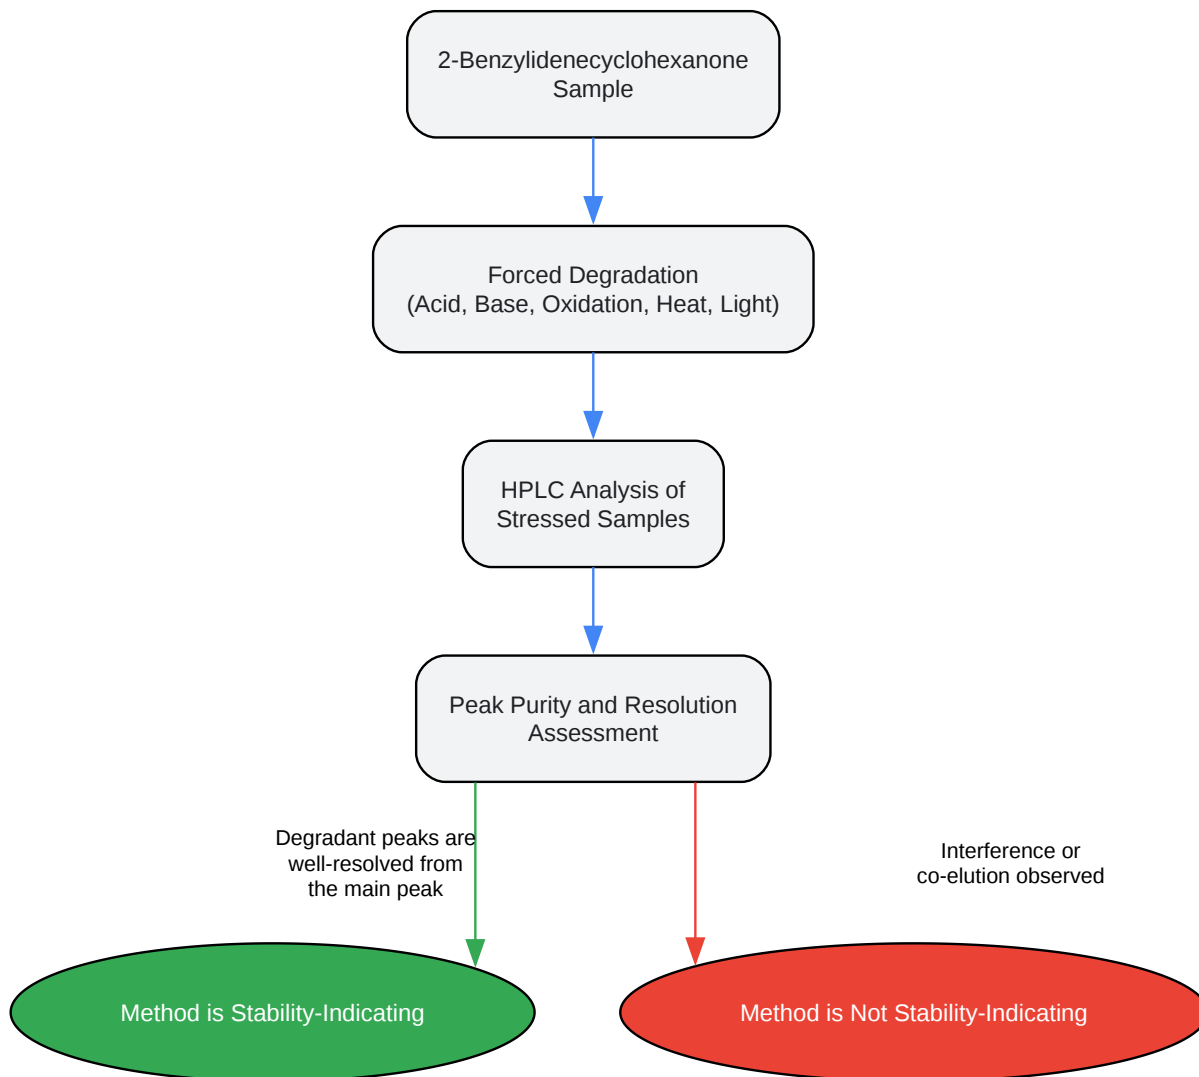 2-Benzylidenecyclohexanone
Sample
Forced Degradation
(Acid, Base, Oxidation, Heat, Light)
HPLC Analysis of
Stressed Samples
Peak Purity and Resolution
Assessment
Degradant peaks are
well-resolved from
the main peak
Interference or
co-elution observed
Method is Stability-Indicating
Method is Not Stability-Indicating